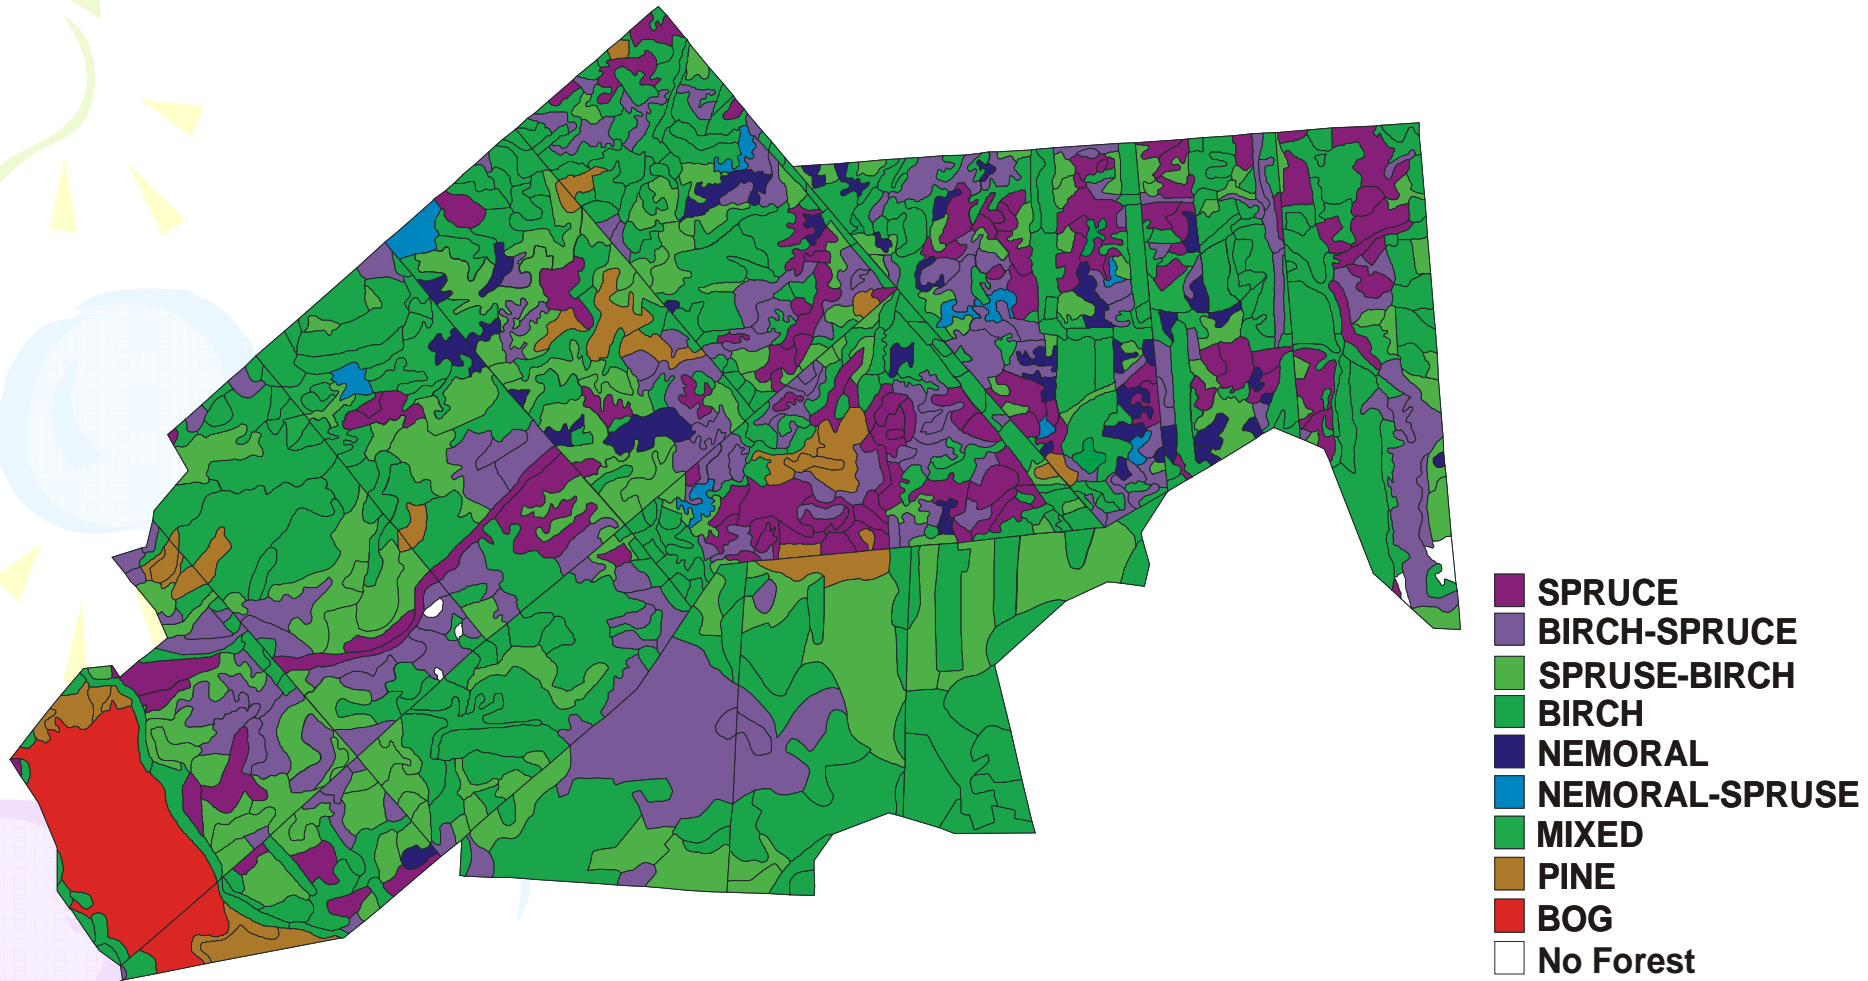 SPRUCE
BIRCH-SPRUCE
SPRUSE-BIRCH
BIRCH
NEMORAL
NEMORAL-SPRUSE
MIXED
PINE
BOG
No Forest